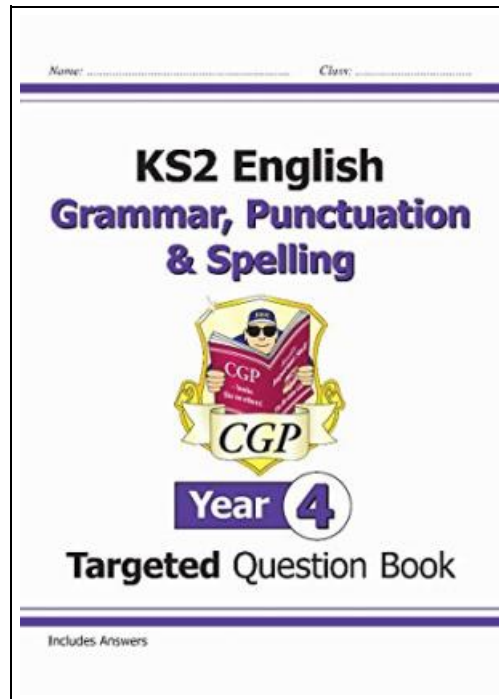 Name: ............................................................ Class: ..................................
KS2 English
Grammar, Punctuation
& Spelling
CGP
CGP
Year 4
Targeted Question Book
Includes Answers